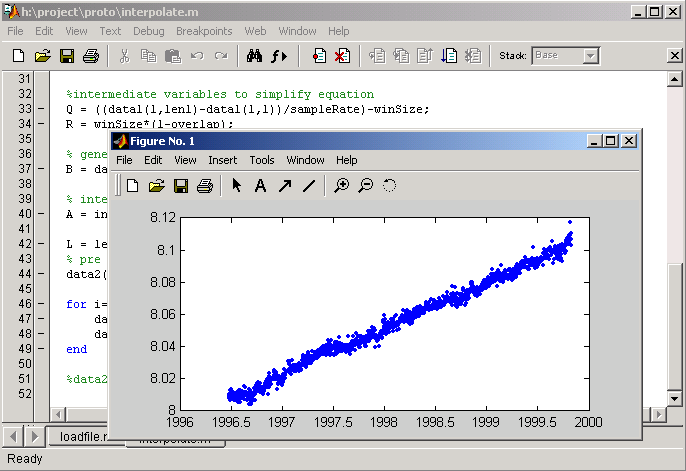 h:\project\proto\interpolate.m
File Edit View Text Debug Breakpoints Web Window Help
Stack: Base
31
32 %intermediate variables to simplify equation
33 – Q = ((data1(1,len1)-data1(1,1))/sampleRate)-winSize;
34 – R = winSize*(1-overlap);
35
36 % gene
37 – B = da
38
39 % inte
40 – A = in
41
42 – L = le
43 % pre
44 – data2(
45
46 – for i=
47 – da
48 – da
49 – end
50
51 %data2
52
Figure No. 1
File Edit View Insert Tools Window Help
8.12
8.1
8.08
8.06
8.04
8.02
8
1996 1996.5 1997 1997.5 1998 1998.5 1999 1999.5 2000
loadfile.m interpolate.m
Ready